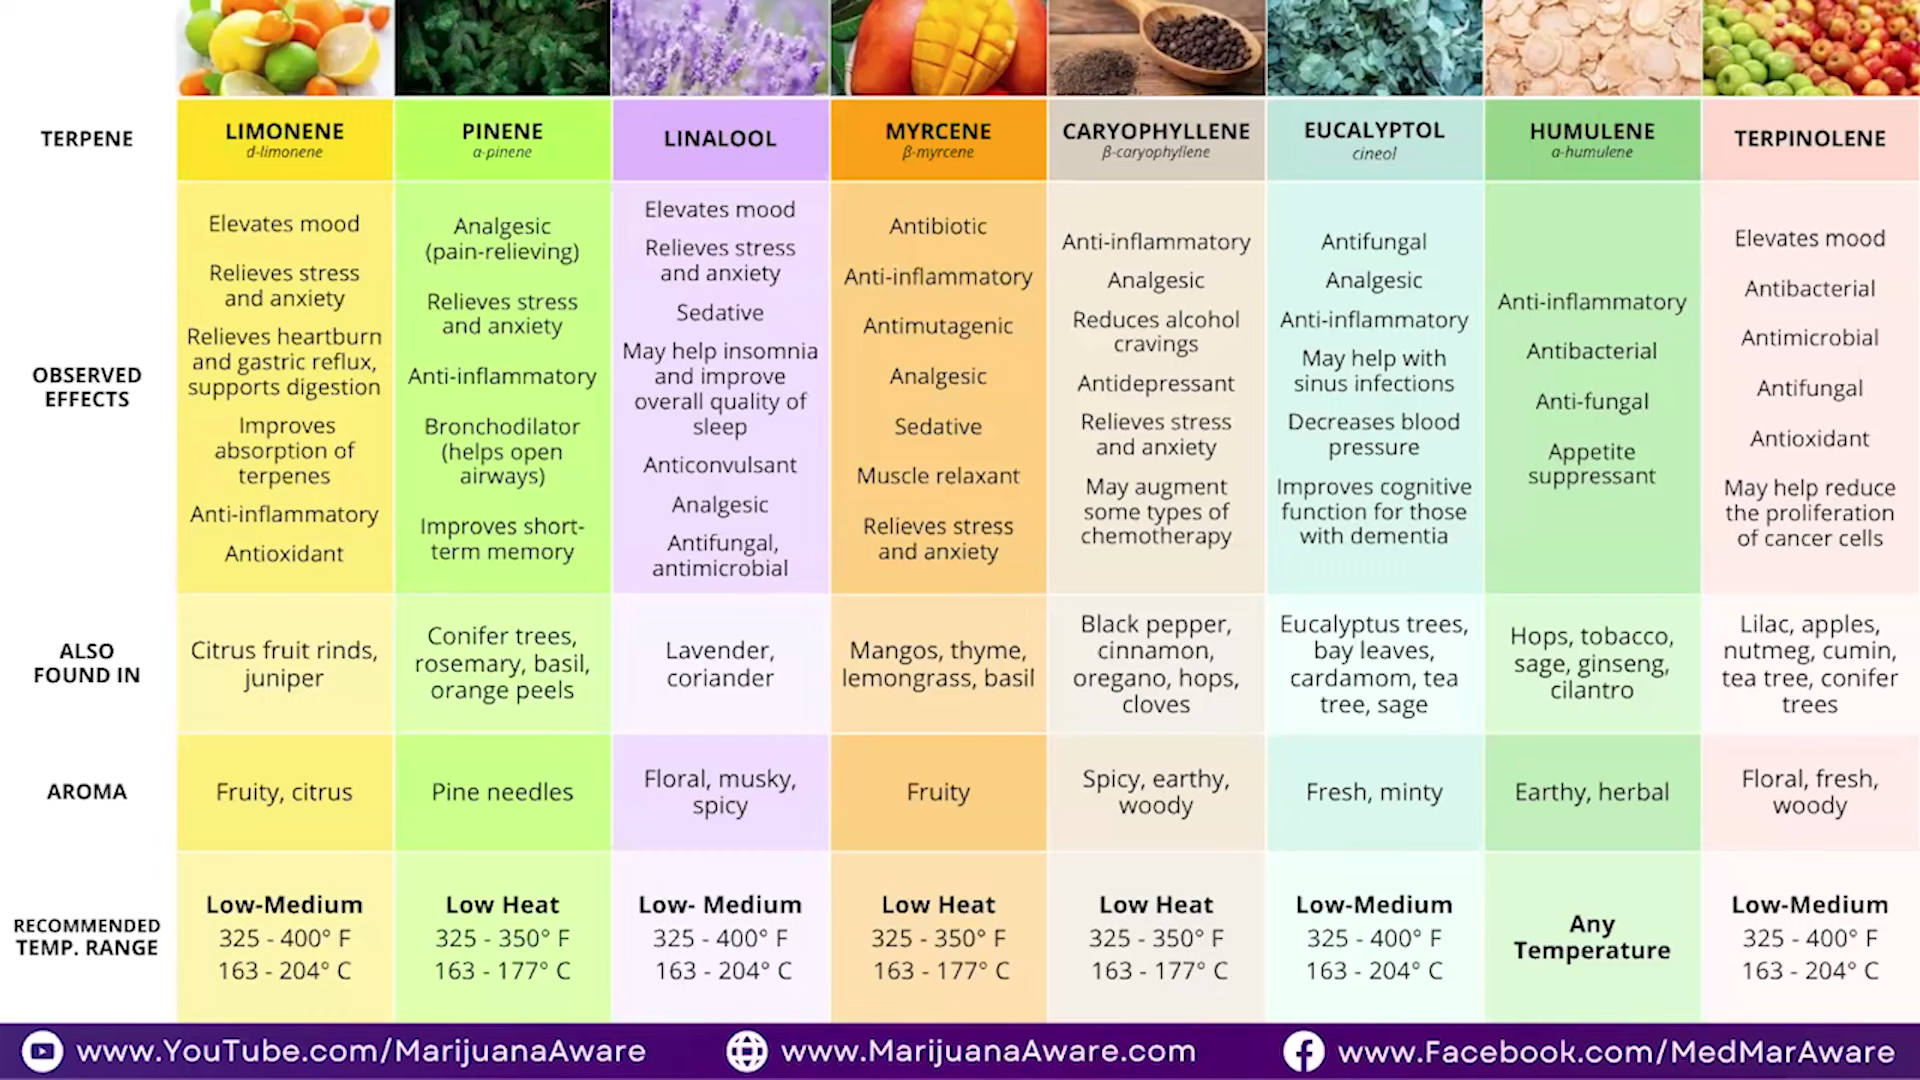 TERPENE
LIMONENE
d-limonene
PINENE
α-pinene
LINALOOL
MYRCENE
β-myrcene
CARYOPHYLLENE
β-caryophyllene
EUCALYPTOL
cineol
HUMULENE
α-humulene
TERPINOLENE
OBSERVED
EFFECTS
Elevates mood
Relieves stress
and anxiety
Relieves heartburn
and gastric reflux,
supports digestion
Improves
absorption of
terpenes
Anti-inflammatory
Antioxidant
Analgesic
(pain-relieving)
Relieves stress
and anxiety
Anti-inflammatory
Bronchodilator
(helps open
airways)
Improves short-
term memory
Elevates mood
Relieves stress
and anxiety
Sedative
May help insomnia
and improve
overall quality of
sleep
Anticonvulsant
Analgesic
Antifungal,
antimicrobial
Antibiotic
Anti-inflammatory
Antimutagenic
Analgesic
Sedative
Muscle relaxant
Relieves stress
and anxiety
Anti-inflammatory
Analgesic
Reduces alcohol
cravings
Antidepressant
Relieves stress
and anxiety
May augment
some types of
chemotherapy
Antifungal
Analgesic
Anti-inflammatory
May help with
sinus infections
Decreases blood
pressure
Improves cognitive
function for those
with dementia
Anti-inflammatory
Antibacterial
Anti-fungal
Appetite
suppressant
Elevates mood
Antibacterial
Antimicrobial
Antifungal
Antioxidant
May help reduce
the proliferation
of cancer cells
ALSO
FOUND IN
Citrus fruit rinds,
juniper
Conifer trees,
rosemary, basil,
orange peels
Lavender,
coriander
Mangos, thyme,
lemongrass, basil
Black pepper,
cinnamon,
oregano, hops,
cloves
Eucalyptus trees,
bay leaves,
cardamom, tea
tree, sage
Hops, tobacco,
sage, ginseng,
cilantro
Lilac, apples,
nutmeg, cumin,
tea tree, conifer
trees
AROMA
Fruity, citrus
Pine needles
Floral, musky,
spicy
Fruity
Spicy, earthy,
woody
Fresh, minty
Earthy, herbal
Floral, fresh,
woody
RECOMMENDED
TEMP. RANGE
Low-Medium
325 - 400° F
163 - 204° C
Low Heat
325 - 350° F
163 - 177° C
Low- Medium
325 - 400° F
163 - 204° C
Low Heat
325 - 350° F
163 - 177° C
Low Heat
325 - 350° F
163 - 177° C
Low-Medium
325 - 400° F
163 - 204° C
Any
Temperature
Low-Medium
325 - 400° F
163 - 204° C
www.YouTube.com/MarijuanaAware
www.MarijuanaAware.com
www.Facebook.com/MedMarAware